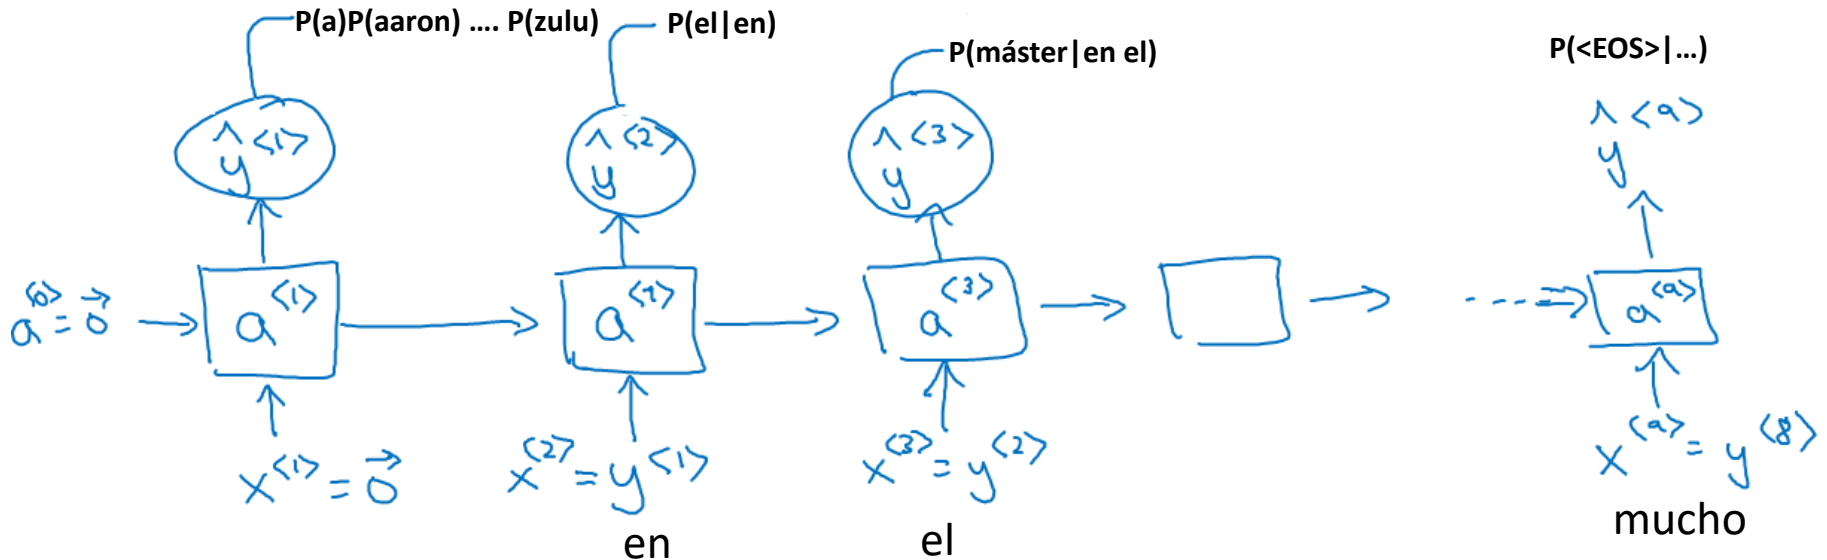 P(a)P(aaron) .... P(zulu)
P(el|en)
P(máster|en el)
P(<EOS>|...)
ŷ<1>
ŷ<2>
ŷ<3>
ŷ<9>
a<0> = 0⃗
a<1>
a<1>
a<3>
a<9>
x<1> = 0⃗
x<2> = y<1>
x<3> = y<2>
x<9> = y<8>
en
el
mucho